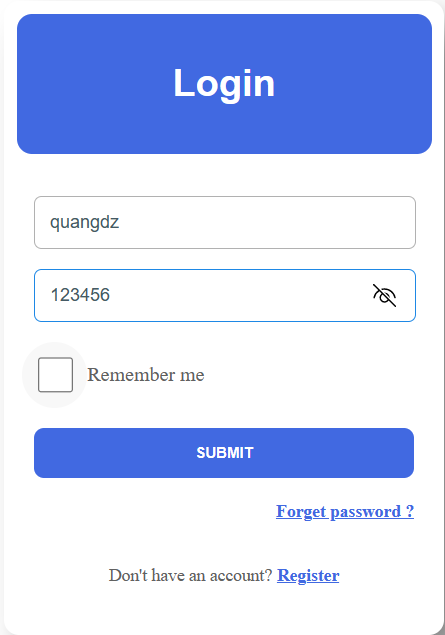 Login
quangdz
123456
Remember me
SUBMIT
Forget password ?
Don't have an account? Register